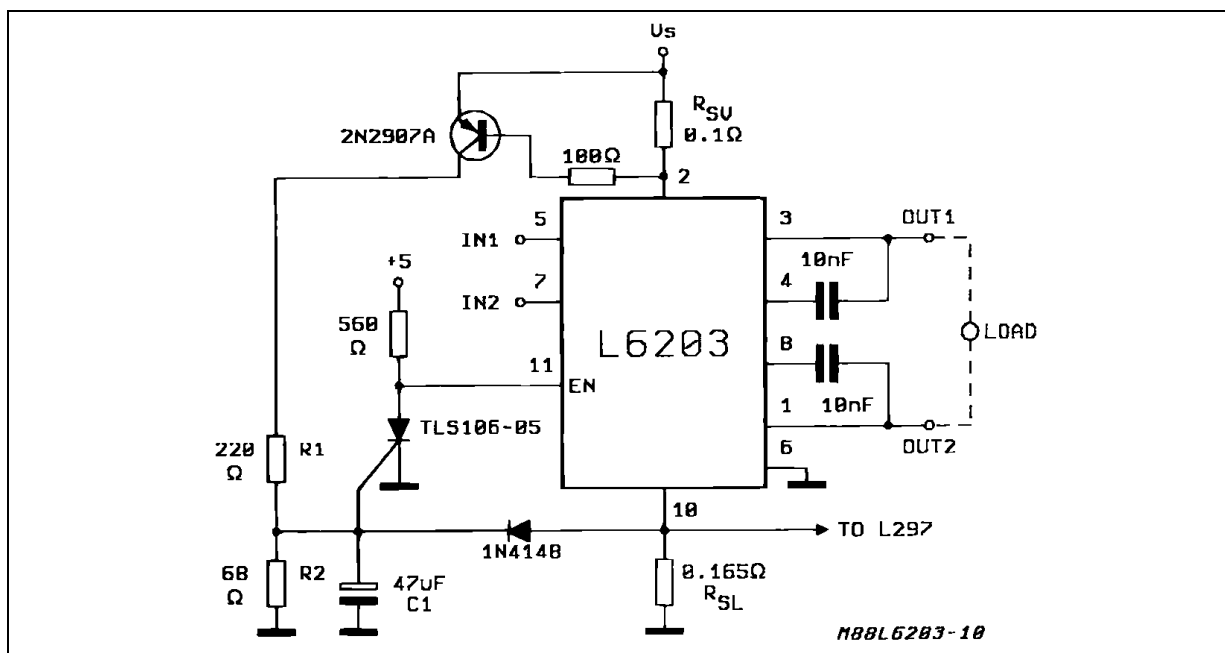 Vs
RSV
0.1Ω
2N2907A
100Ω
2
5
IN1
3
OUT1
+5
7
IN2
10nF
4
560
Ω
L6203
LOAD
8
11
EN
10nF
1
TLS106-05
6
OUT2
220
Ω
R1
10
TO L297
1N4148
68
Ω
R2
47uF
C1
0.165Ω
RSL
M88L6203-10